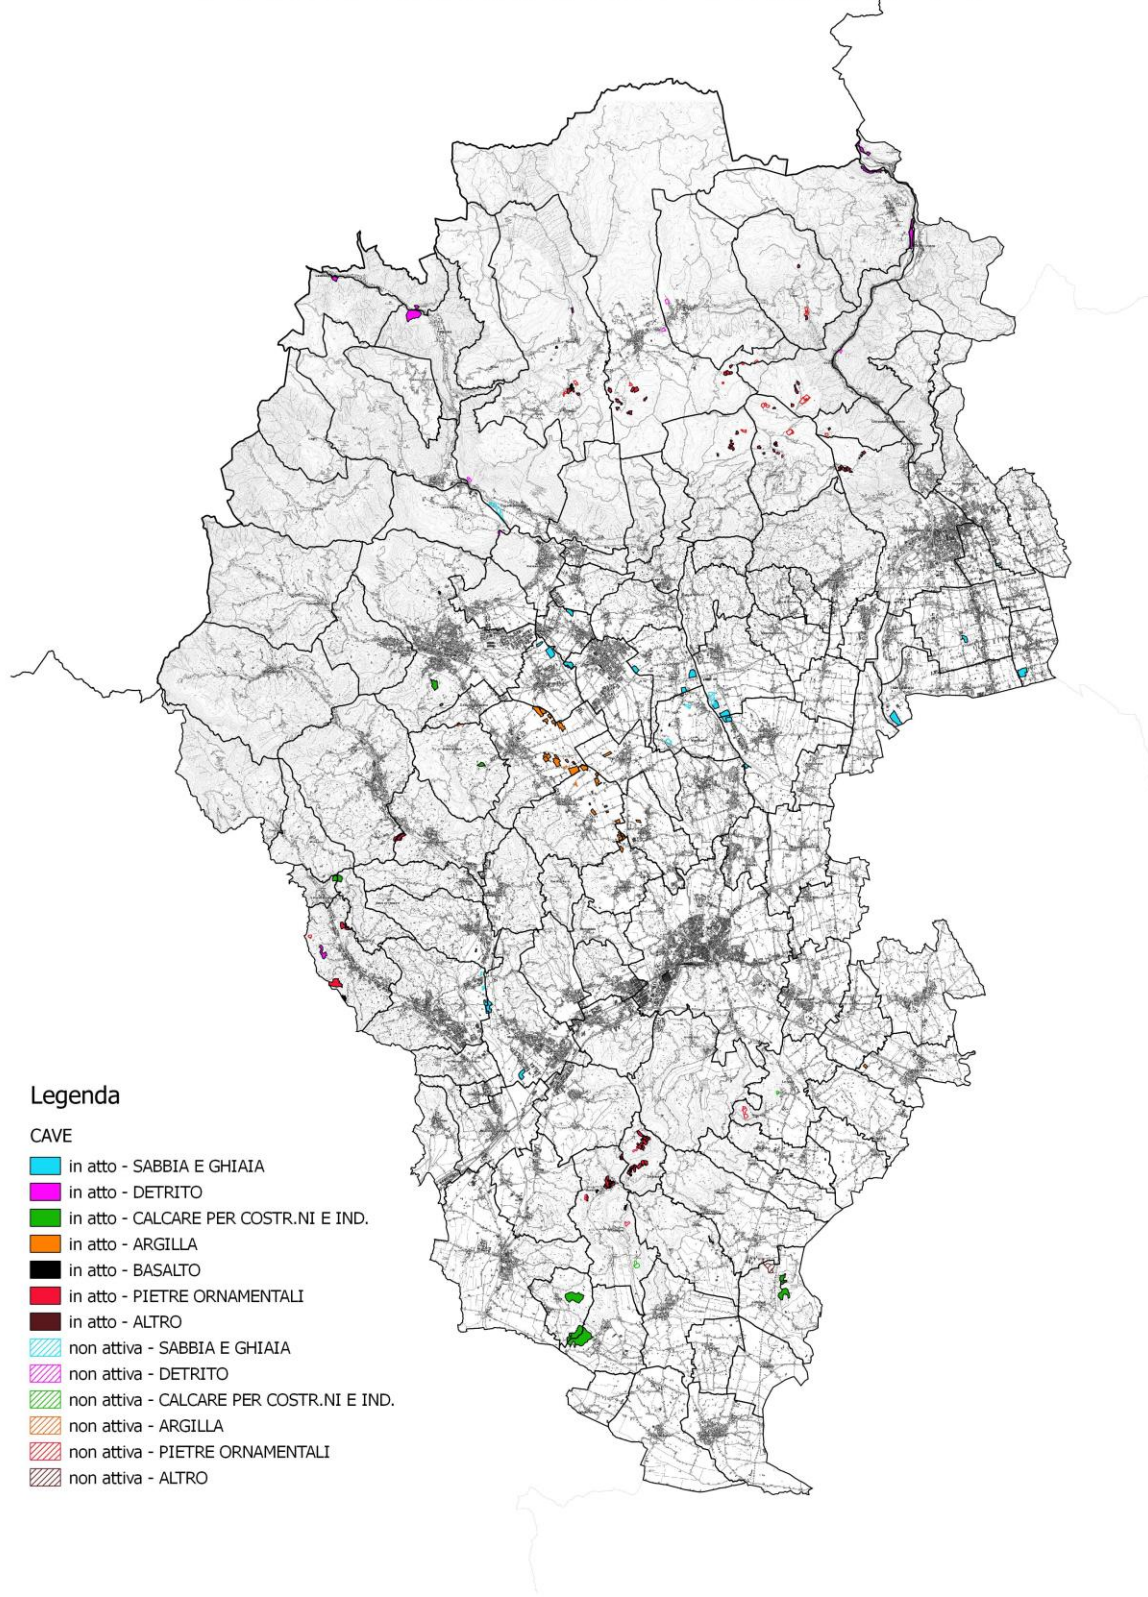 Legenda
CAVE
in atto - SABBIA E GHIAIA
in atto - DETRITO
in atto - CALCARE PER COSTR.NI E IND.
in atto - ARGILLA
in atto - BASALTO
in atto - PIETRE ORNAMENTALI
in atto - ALTRO
non attiva - SABBIA E GHIAIA
non attiva - DETRITO
non attiva - CALCARE PER COSTR.NI E IND.
non attiva - ARGILLA
non attiva - PIETRE ORNAMENTALI
non attiva - ALTRO